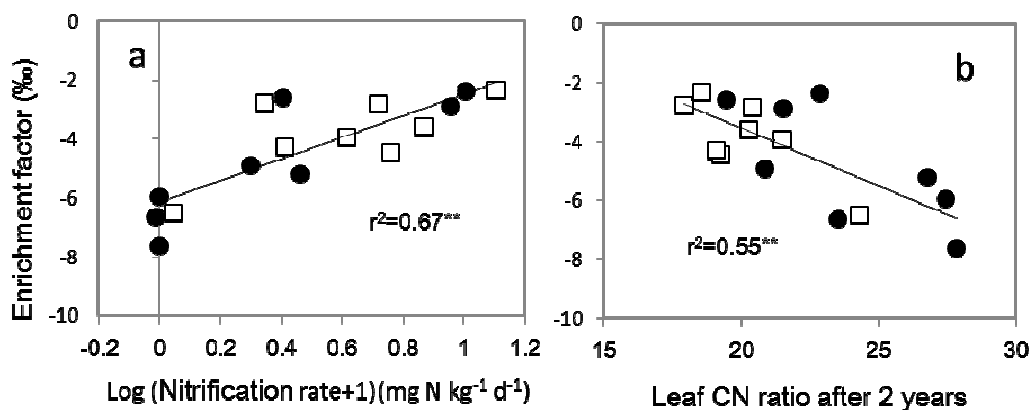 a
b
Enrichment factor (‰)
0
-2
-4
-6
-8
-10
r²=0.67**
-0.2 0 0.2 0.4 0.6 0.8 1 1.2
Log (Nitrification rate+1)(mg N kg⁻¹ d⁻¹)
0
-2
-4
-6
-8
-10
r²=0.55**
15 20 25 30
Leaf CN ratio after 2 years